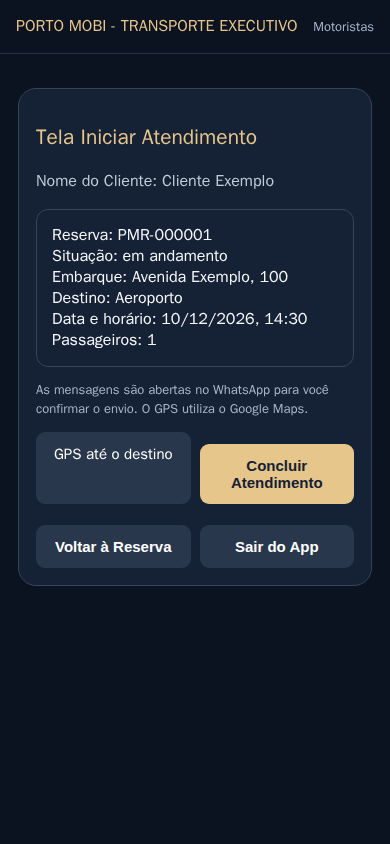 PORTO MOBI - TRANSPORTE EXECUTIVO
Motoristas
Tela Iniciar Atendimento
Nome do Cliente: Cliente Exemplo
Reserva: PMR-000001
Situação: em andamento
Embarque: Avenida Exemplo, 100
Destino: Aeroporto
Data e horário: 10/12/2026, 14:30
Passageiros: 1
As mensagens são abertas no WhatsApp para você
confirmar o envio. O GPS utiliza o Google Maps.
GPS até o destino
Concluir
Atendimento
Voltar à Reserva
Sair do App